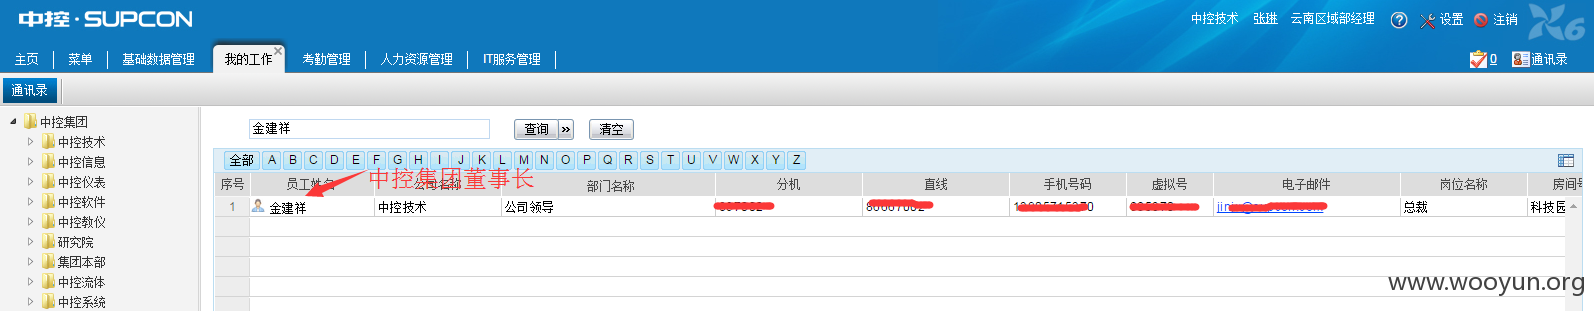 中控·SUPCON
中控技术 张进 云南区域部经理 设置 注销
主页 菜单 基础数据管理 我的工作 考勤管理 人力资源管理 IT服务管理
0 通讯录
通讯录
中控集团
中控技术
中控信息
中控仪表
中控软件
中控教仪
研究院
集团本部
中控流体
中控系统
金建祥 查询 » 清空
全部 A B C D E F G H I J K L M N O P Q R S T U V W X Y Z
中控集团董事长
序号 员工姓名 公司名称 部门名称 分机 直线 手机号码 虚拟号 电子邮件 岗位名称 房间号
1 金建祥 中控技术 公司领导 总裁 科技园
www.wooyun.org